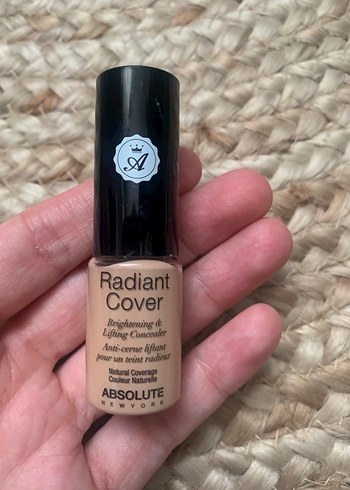 A
Radiant
Cover
Brightening &
Lifting Concealer
Anti-cerne liftant
pour un teint radieux
Natural Coverage
Couleur Naturelle
ABSOLUTE
NEW YORK